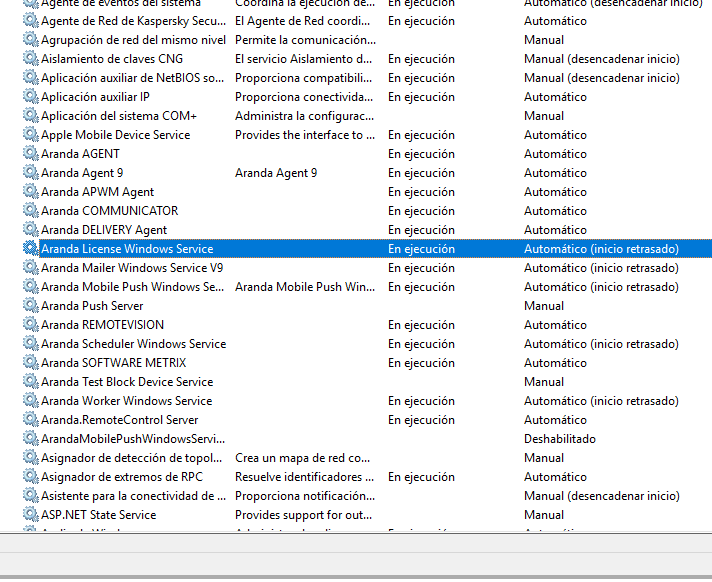 Agente de eventos del sistema Coordina la ejecución de... En ejecución Automático (desencadenar inicio)
Agente de Red de Kaspersky Secu... El Agente de Red coordi... En ejecución Automático
Agrupación de red del mismo nivel Permite la comunicación... Manual
Aislamiento de claves CNG El servicio Aislamiento d... En ejecución Manual (desencadenar inicio)
Aplicación auxiliar de NetBIOS so... Proporciona compatibili... En ejecución Manual (desencadenar inicio)
Aplicación auxiliar IP Proporciona conectivida... En ejecución Automático
Aplicación del sistema COM+ Administra la configurac... Manual
Apple Mobile Device Service Provides the interface to ... En ejecución Automático
Aranda AGENT En ejecución Automático
Aranda Agent 9 Aranda Agent 9 En ejecución Automático
Aranda APWM Agent En ejecución Automático
Aranda COMMUNICATOR En ejecución Automático
Aranda DELIVERY Agent En ejecución Automático
Aranda License Windows Service En ejecución Automático (inicio retrasado)
Aranda Mailer Windows Service V9 En ejecución Automático (inicio retrasado)
Aranda Mobile Push Windows Se... Aranda Mobile Push Win... En ejecución Automático (inicio retrasado)
Aranda Push Server Manual
Aranda REMOTEVISION En ejecución Automático
Aranda Scheduler Windows Service En ejecución Automático (inicio retrasado)
Aranda SOFTWARE METRIX En ejecución Automático
Aranda Test Block Device Service Manual
Aranda Worker Windows Service En ejecución Automático (inicio retrasado)
Aranda.RemoteControl Server En ejecución Automático
ArandaMobilePushWindowsServi... Deshabilitado
Asignador de detección de topol... Crea un mapa de red co... Manual
Asignador de extremos de RPC Resuelve identificadores ... En ejecución Automático
Asistente para la conectividad de ... Proporciona notificación... Manual (desencadenar inicio)
ASP.NET State Service Provides support for out... Manual